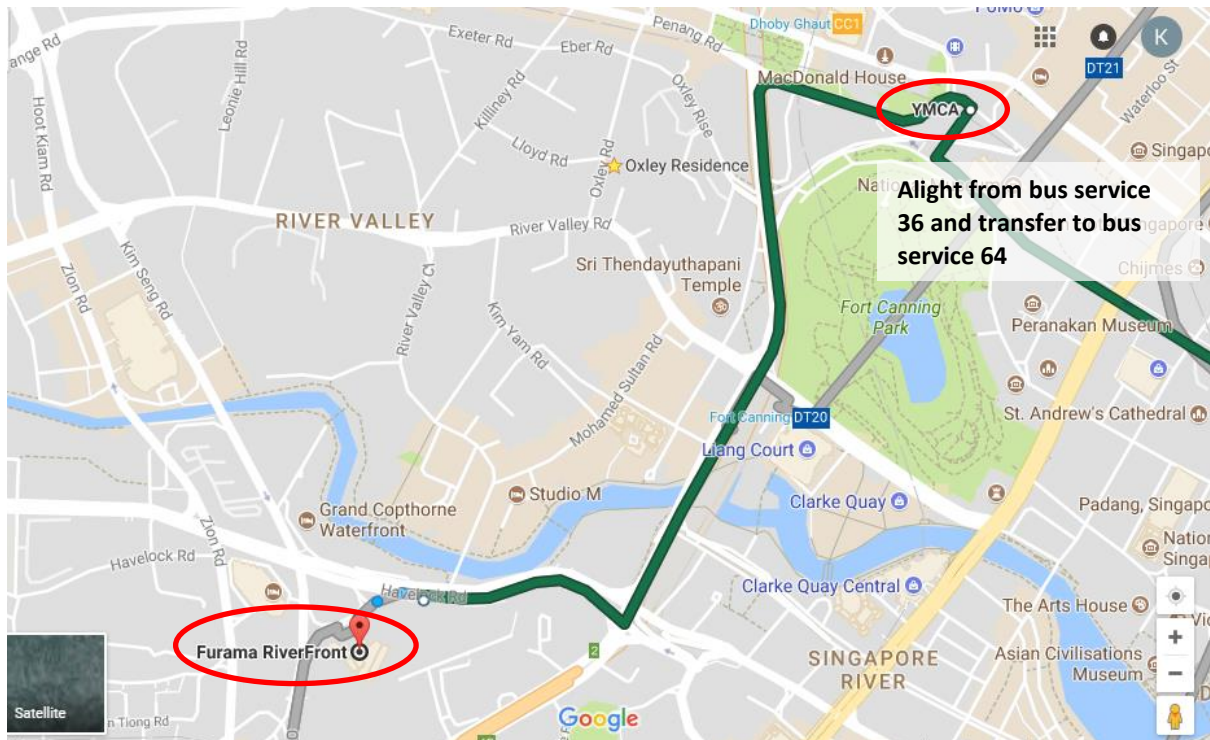 Penang Rd
Dhoby Ghaut
CC1
K
DT21
Exeter Rd
Eber Rd
Leonie Hill Rd
Killiney Rd
Oxley Rise
MacDonald House
Waterloo St
Hoot Kiam Rd
YMCA
Lloyd Rd
Oxley Rd
Oxley Residence
Alight from bus service
36 and transfer to bus
service 64
RIVER VALLEY
River Valley Rd
Kim Seng Rd
Zion Rd
River Valley Cl
Sri Thendayuthapani
Temple
Chijmes
Fort Canning
Park
Peranakan Museum
Kim Yam Rd
Mohamed Sultan Rd
St. Andrew's Cathedral
Fort Canning
DT20
Liang Court
Studio M
Clarke Quay
Grand Copthorne
Waterfront
Padang,
Zion Rd
Havelock Rd
Havelock Rd
Clarke Quay Central
The Arts House
Furama RiverFront
2
SINGAPORE
RIVER
Asian Civilisations
Museum
+
−
Satellite
Google